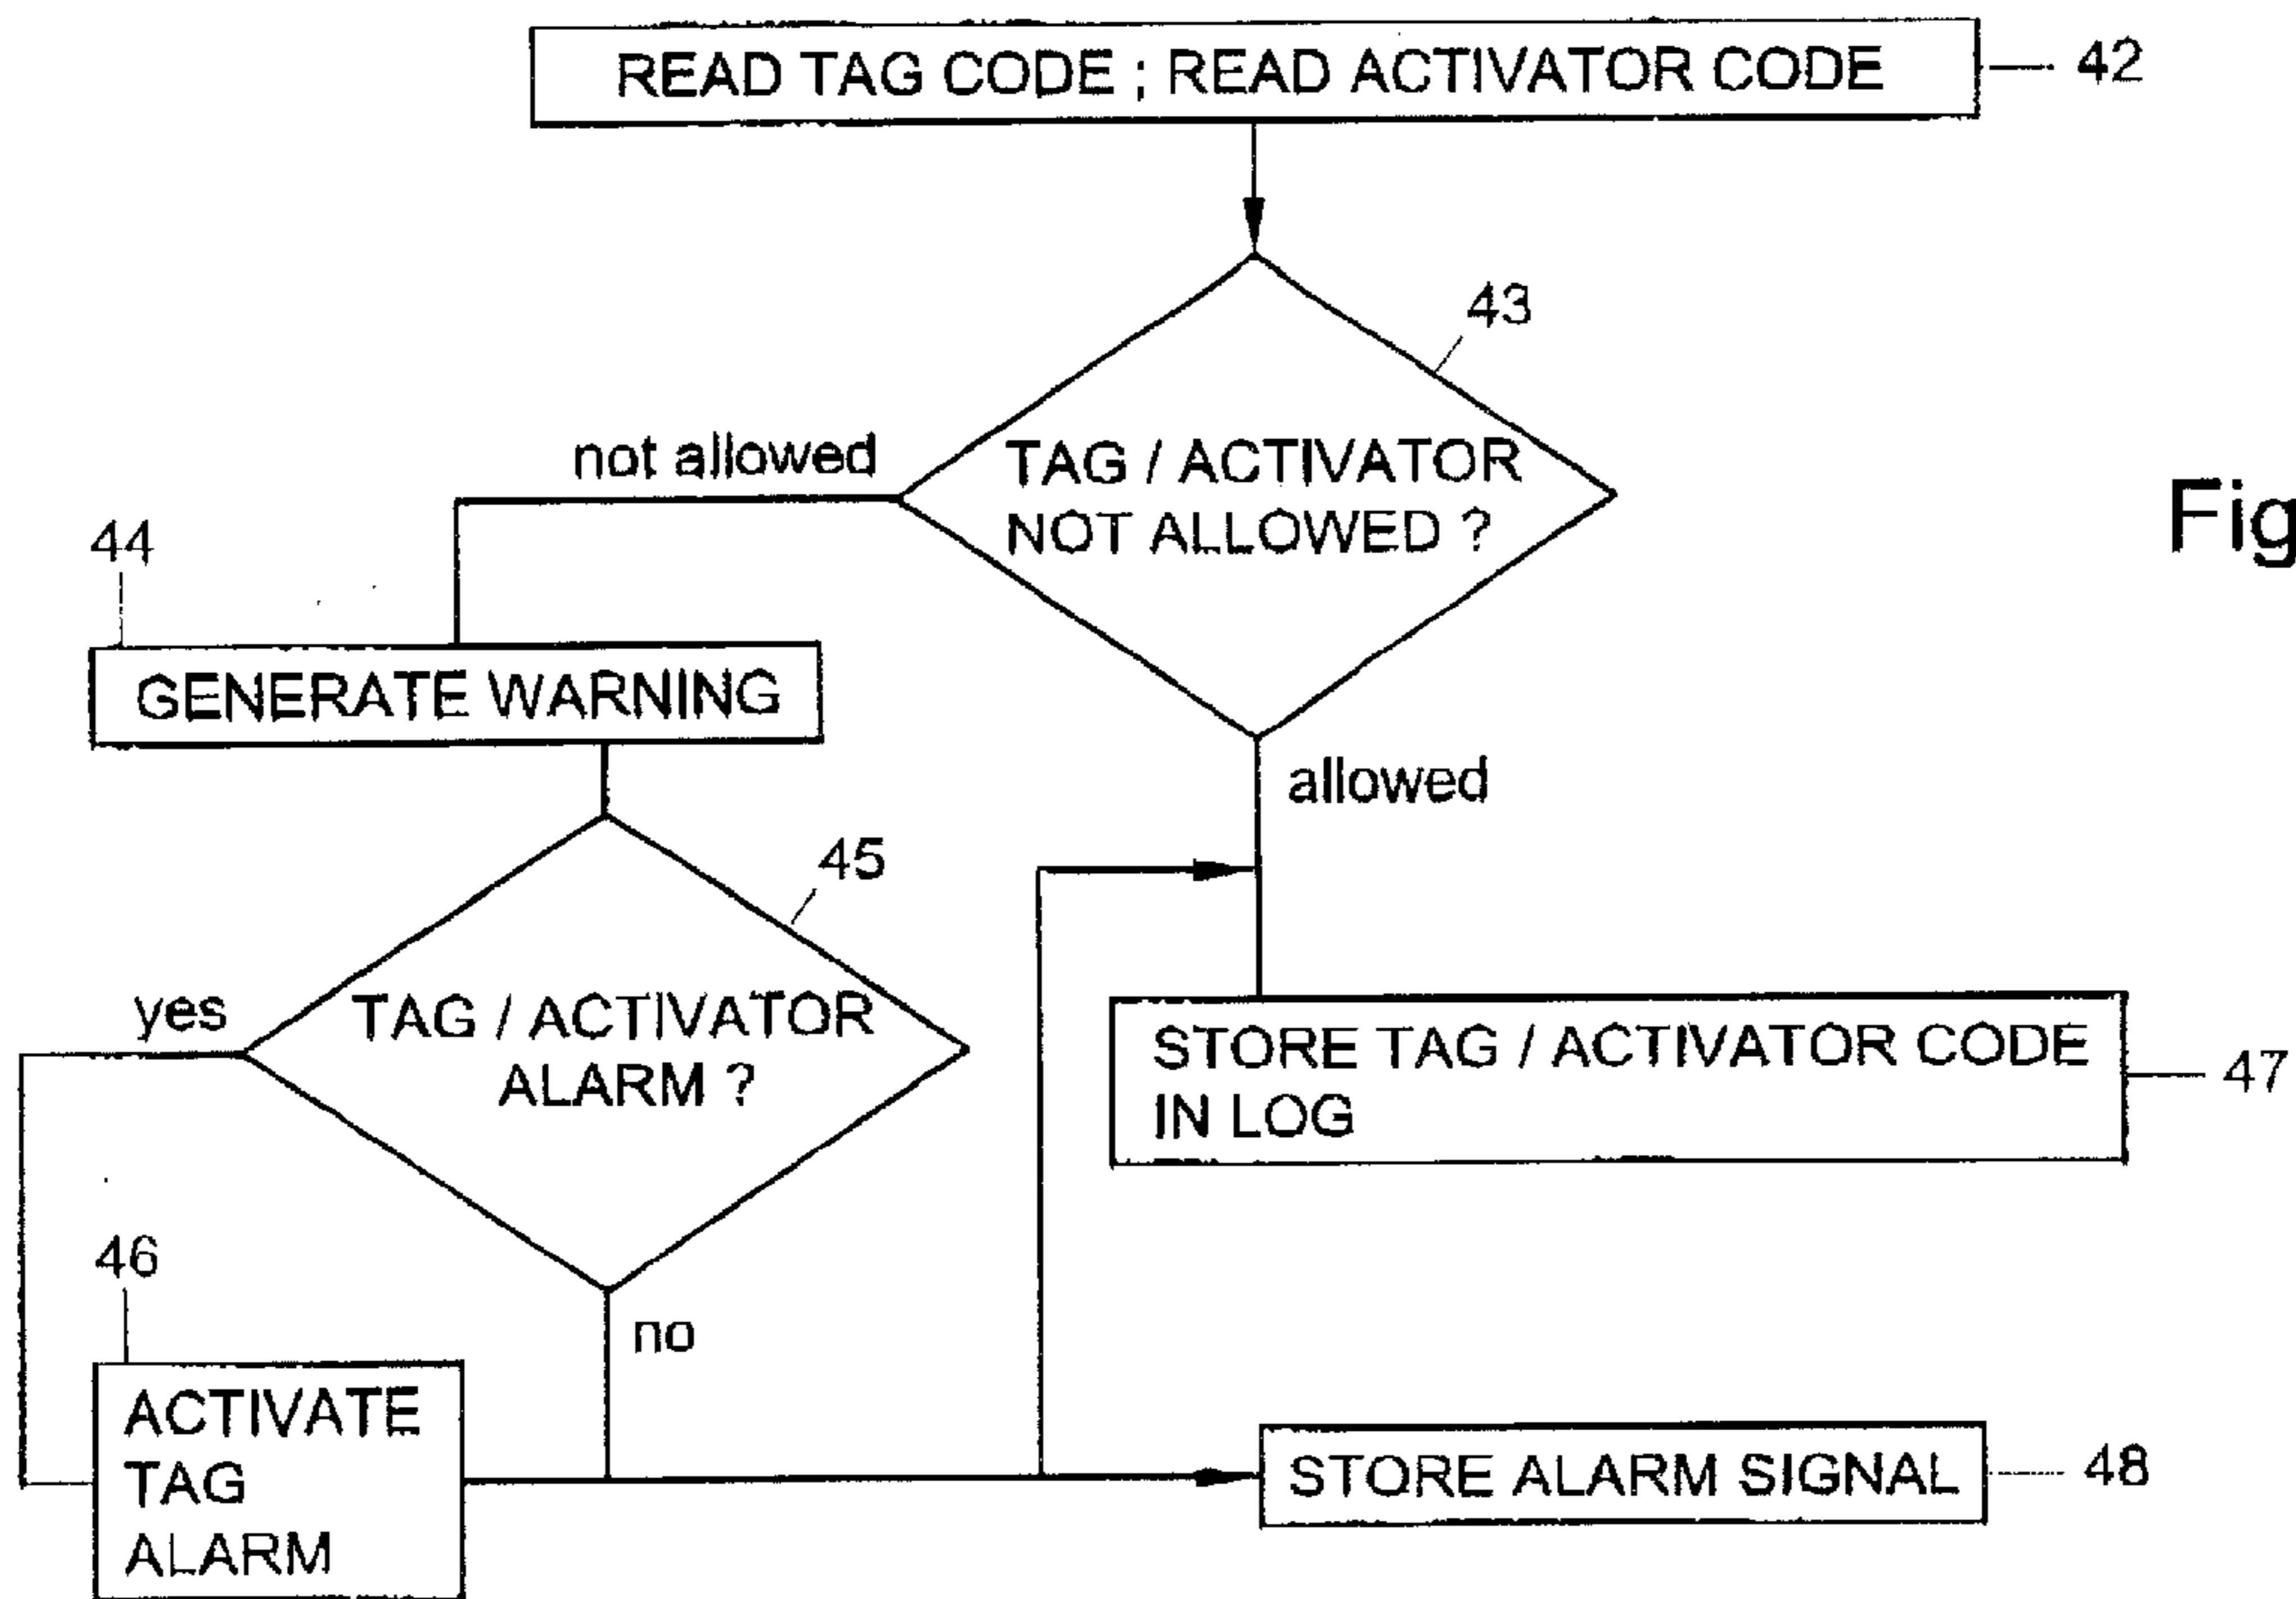 READ TAG CODE ; READ ACTIVATOR CODE
42
43
not allowed
TAG / ACTIVATOR
NOT ALLOWED ?
Fig
44
GENERATE WARNING
allowed
45
yes
TAG / ACTIVATOR
ALARM ?
STORE TAG / ACTIVATOR CODE
IN LOG
47
46
no
ACTIVATE
TAG
ALARM
STORE ALARM SIGNAL
48